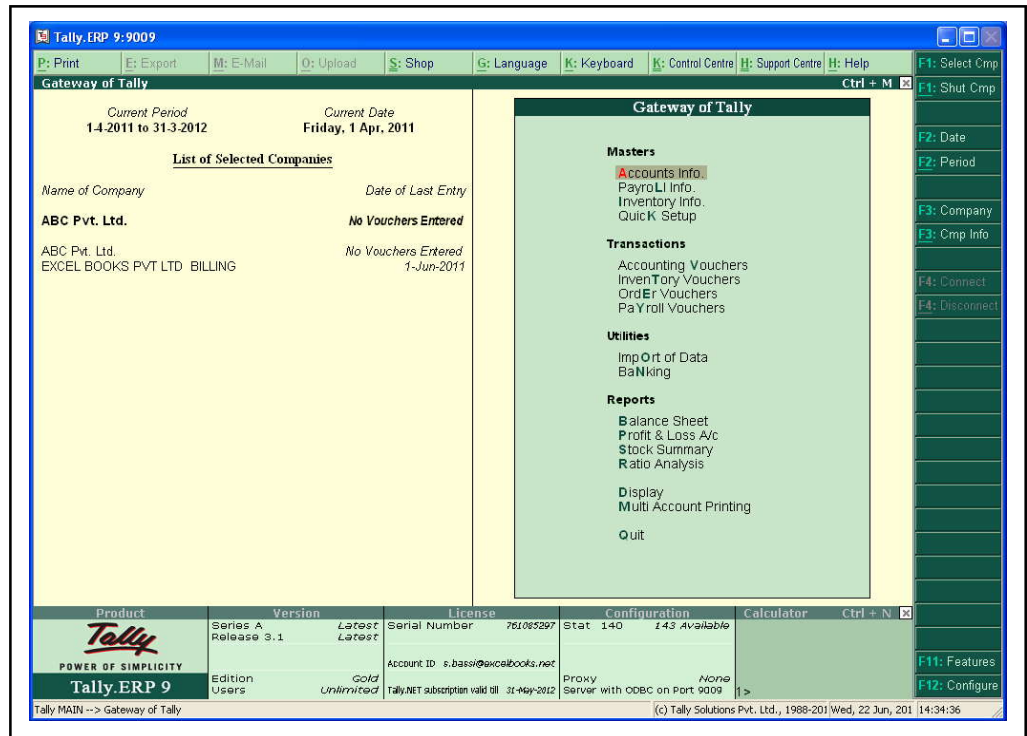 Tally.ERP 9:9009
P: Print E: Export M: E-Mail O: Upload S: Shop G: Language K: Keyboard K: Control Centre H: Support Centre H: Help
Gateway of Tally Ctrl + M
Current Period Current Date
1-4-2011 to 31-3-2012 Friday, 1 Apr, 2011
List of Selected Companies
Name of Company Date of Last Entry
ABC Pvt. Ltd. No Vouchers Entered
ABC Pvt. Ltd. No Vouchers Entered
EXCEL BOOKS PVT LTD BILLING 1-Jun-2011
Gateway of Tally
Masters
Accounts Info.
PayroLl Info.
Inventory Info.
QuicK Setup
Transactions
Accounting Vouchers
InvenTory Vouchers
OrdEr Vouchers
PaYroll Vouchers
Utilities
ImpOrt of Data
BaNking
Reports
Balance Sheet
Profit & Loss A/c
Stock Summary
Ratio Analysis
Display
Multi Account Printing
Quit
F1: Select Cmp
F1: Shut Cmp
F2: Date
F2: Period
F3: Company
F3: Cmp Info
F4: Connect
F4: Disconnect
F11: Features
F12: Configure
Product Version License Configuration Calculator Ctrl + N
Tally
POWER OF SIMPLICITY
Tally.ERP 9
Series A Latest
Release 3.1 Latest
Edition Gold
Users Unlimited
Serial Number 761085297
Account ID s.bassi@excelbooks.net
Tally.NET subscription valid till 31-May-2012
Stat 140 143 Available
Proxy None
Server with ODBC on Port 9009
1>
Tally MAIN --> Gateway of Tally (c) Tally Solutions Pvt. Ltd., 1988-201 Wed, 22 Jun, 201 14:34:36